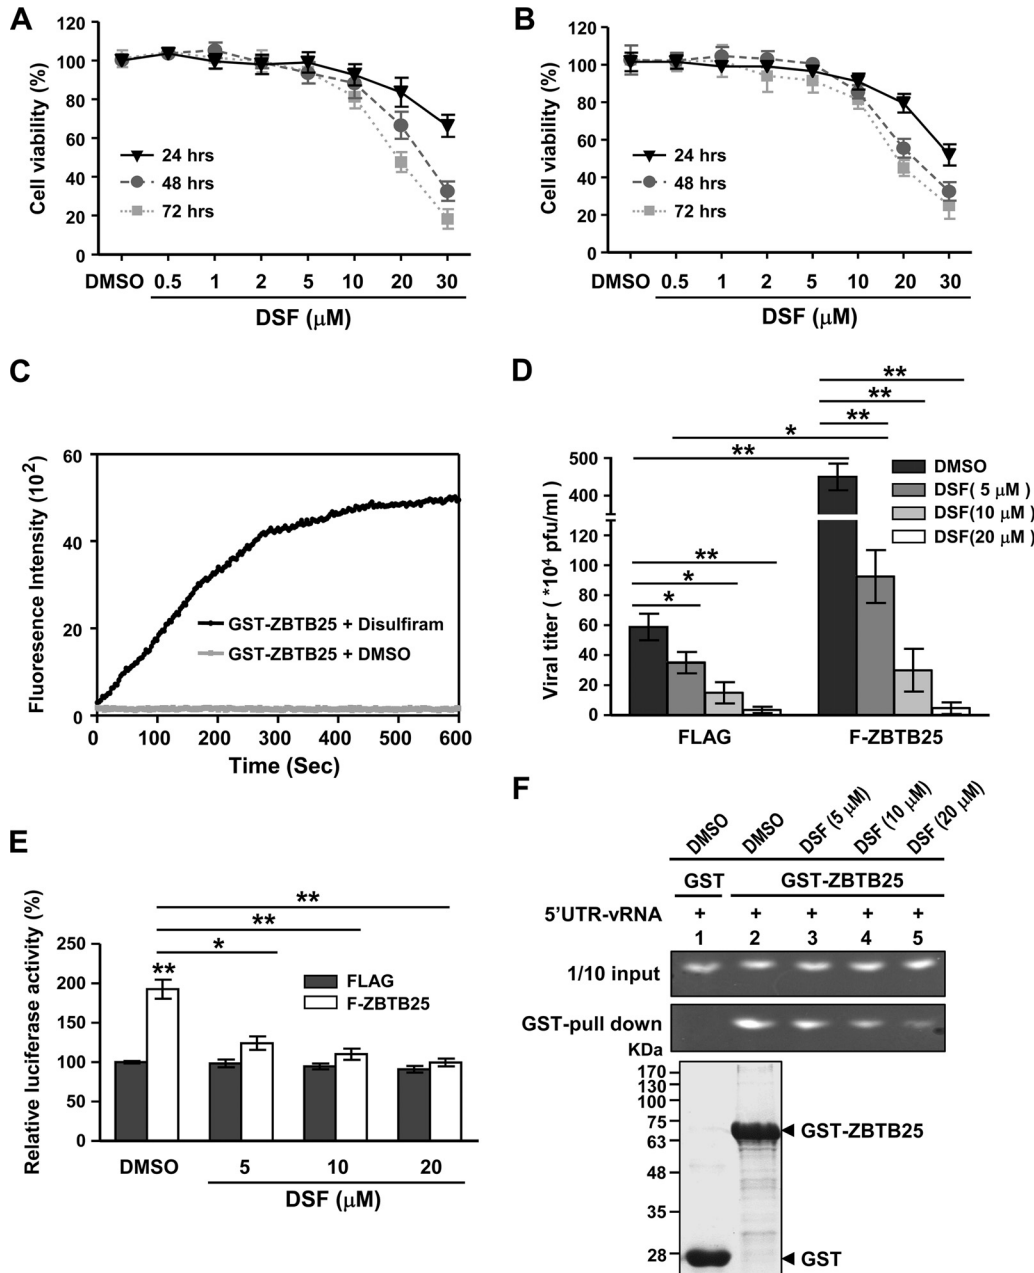 A
Cell viability (%)
120
100
80
60
40
20
0
24 hrs
48 hrs
72 hrs
DMSO 0.5 1 2 5 10 20 30
DSF (μM)
B
Cell viability (%)
120
100
80
60
40
20
0
24 hrs
48 hrs
72 hrs
DMSO 0.5 1 2 5 10 20 30
DSF (μM)
C
Fluoresence Intensity (10²)
60
40
20
0
GST-ZBTB25 + Disulfiram
GST-ZBTB25 + DMSO
0 100 200 300 400 500 600
Time (Sec)
D
Viral titer ( *10⁴ pfu/ml )
**
**
**
*
**
500
400
120
100
80
60
40
20
0
**
*
*
DMSO
DSF( 5 μM )
DSF(10 μM )
DSF(20 μM )
FLAG F-ZBTB25
E
Relative luciferase activity (%)
**
**
*
**
250
200
150
100
50
0
FLAG
F-ZBTB25
DMSO 5 10 20
DSF (μM)
F
DMSO DMSO DSF (5 μM) DSF (10 μM) DSF (20 μM)
GST GST-ZBTB25
5'UTR-vRNA + + + + +
1 2 3 4 5
1/10 input
GST-pull down
KDa
170
130
100
75
63
48
35
28
GST-ZBTB25
GST